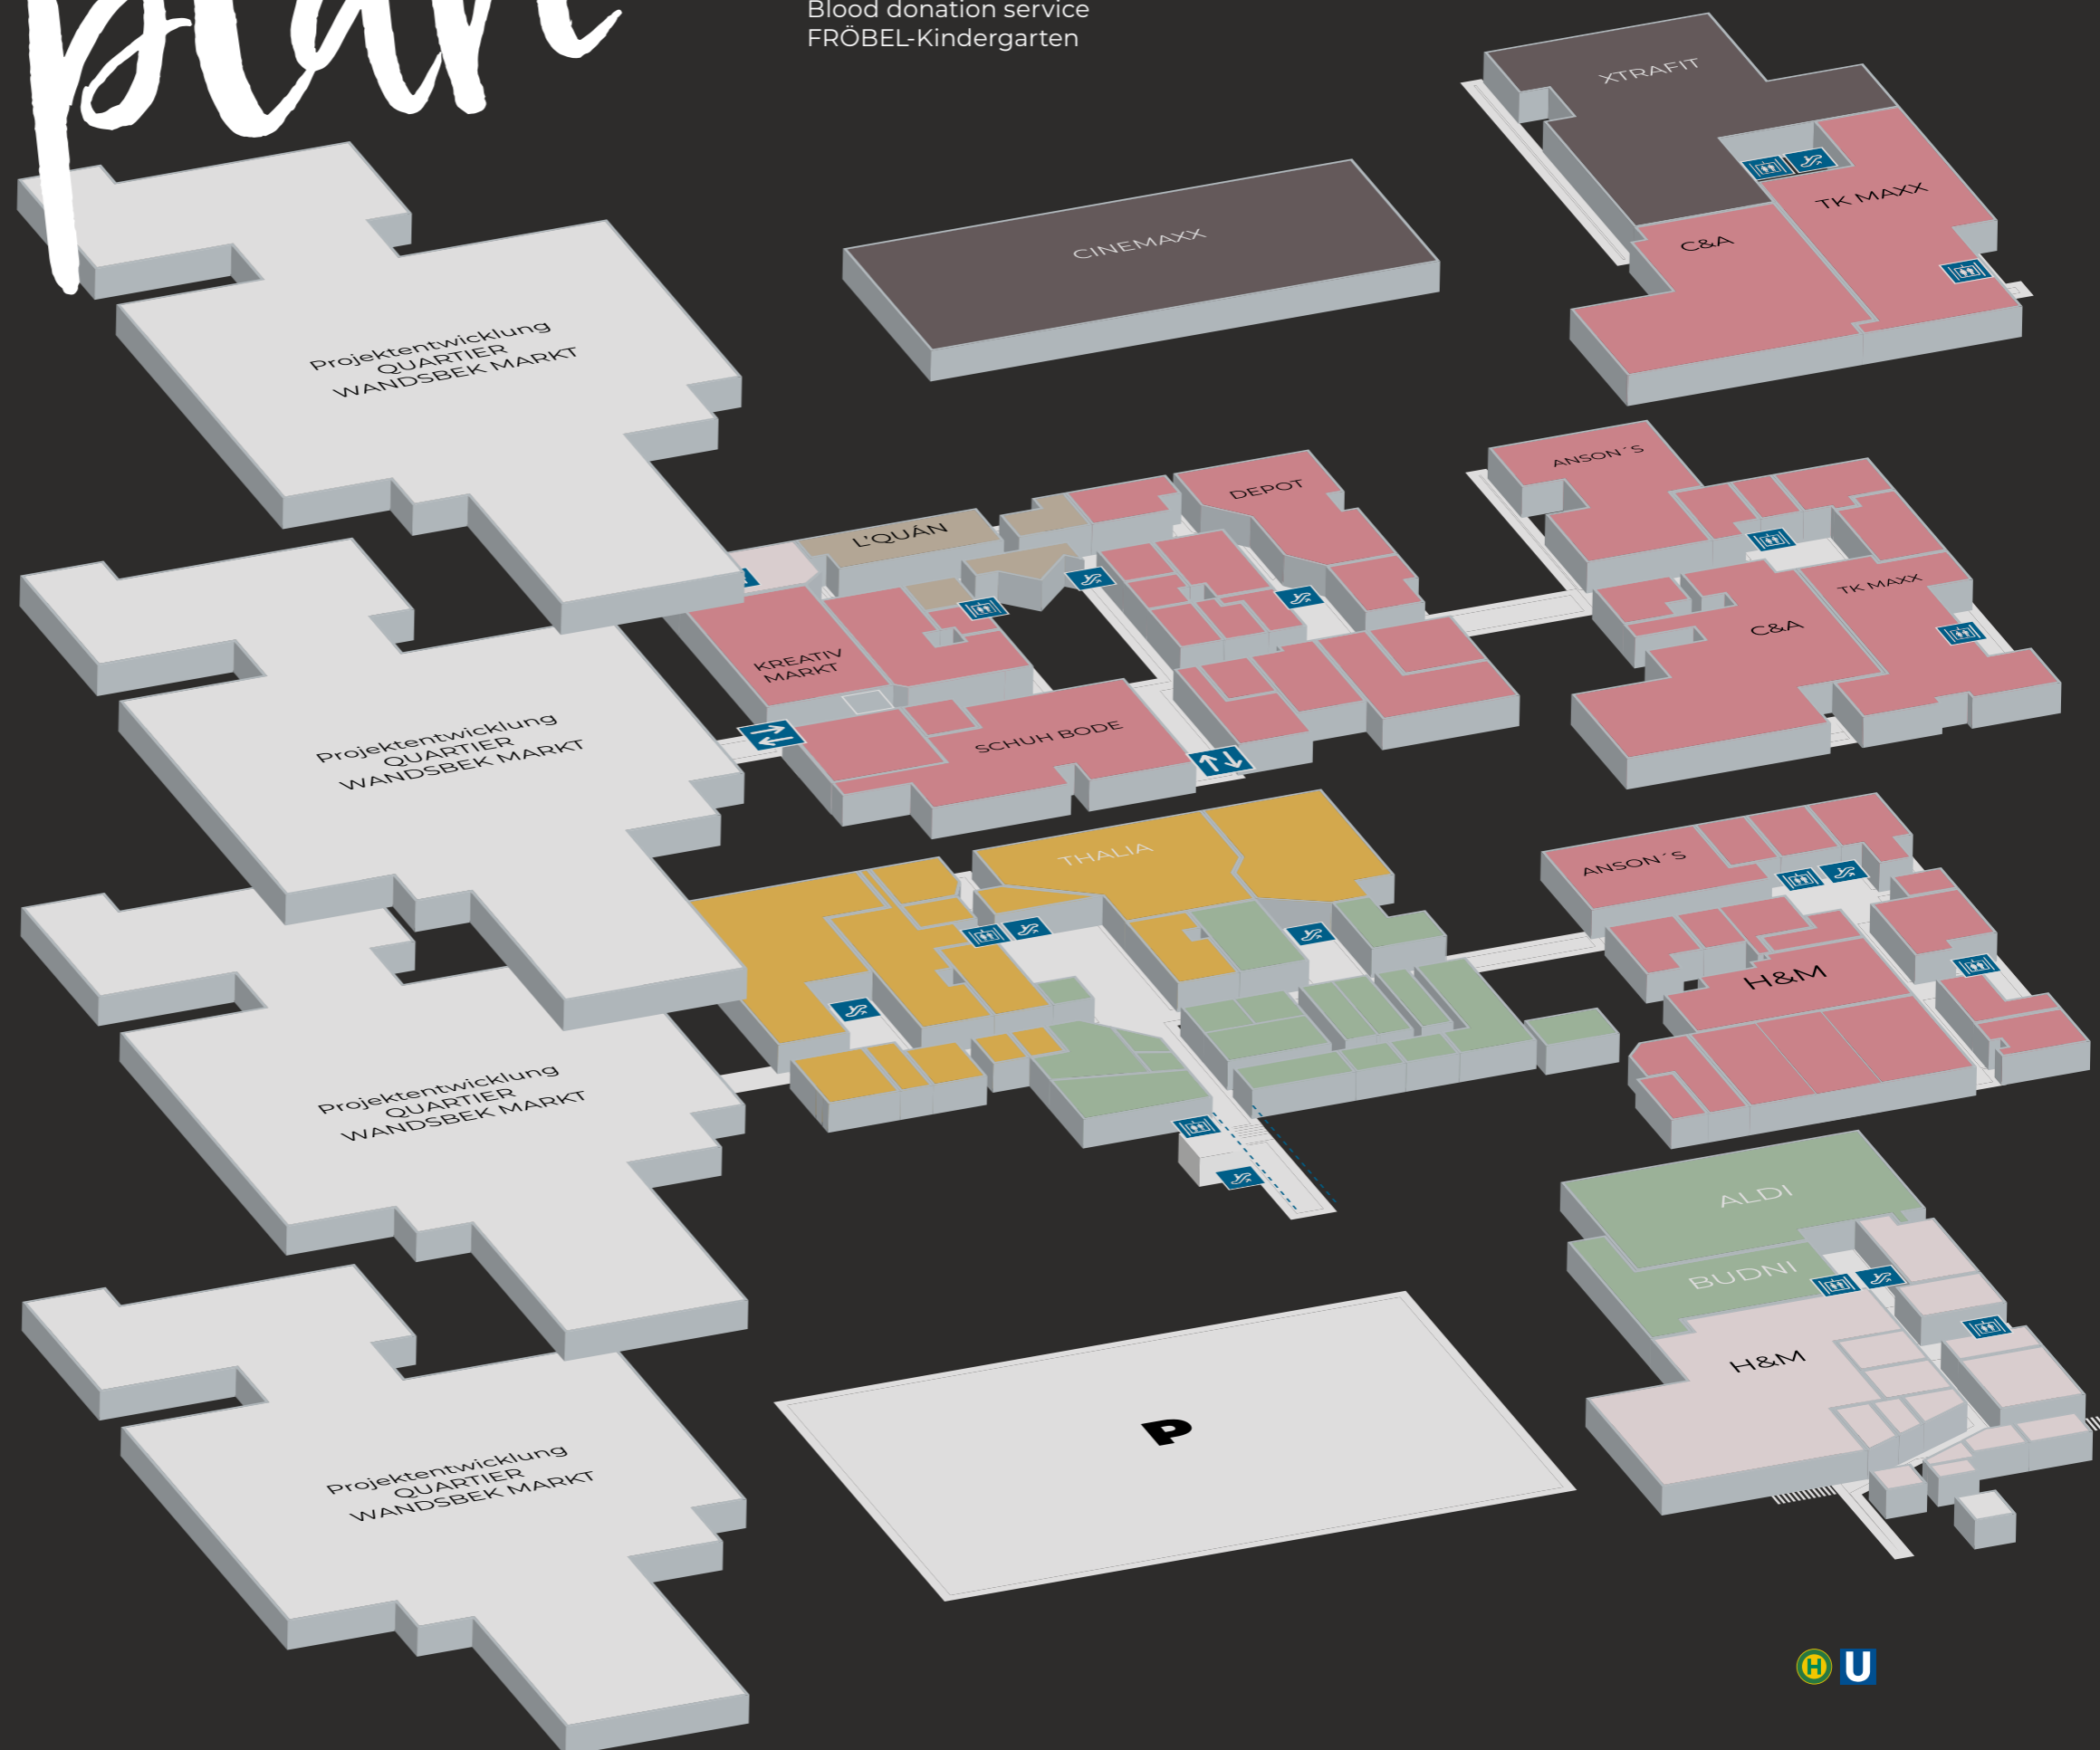 plan
Blood donation service
FRÖBEL-Kindergarten
XTRAFIT
TK MAXX
C&A
CINEMAXX
Projektentwicklung
QUARTIER
WANDSBEK MARKT
ANSON´S
DEPOT
L'QUÁN
TK MAXX
C&A
KREATIV
MARKT
SCHUH BODE
Projektentwicklung
QUARTIER
WANDSBEK MARKT
THALIA
ANSON´S
H&M
Projektentwicklung
QUARTIER
WANDSBEK MARKT
ALDI
BUDNI
H&M
P
Projektentwicklung
QUARTIER
WANDSBEK MARKT
H U